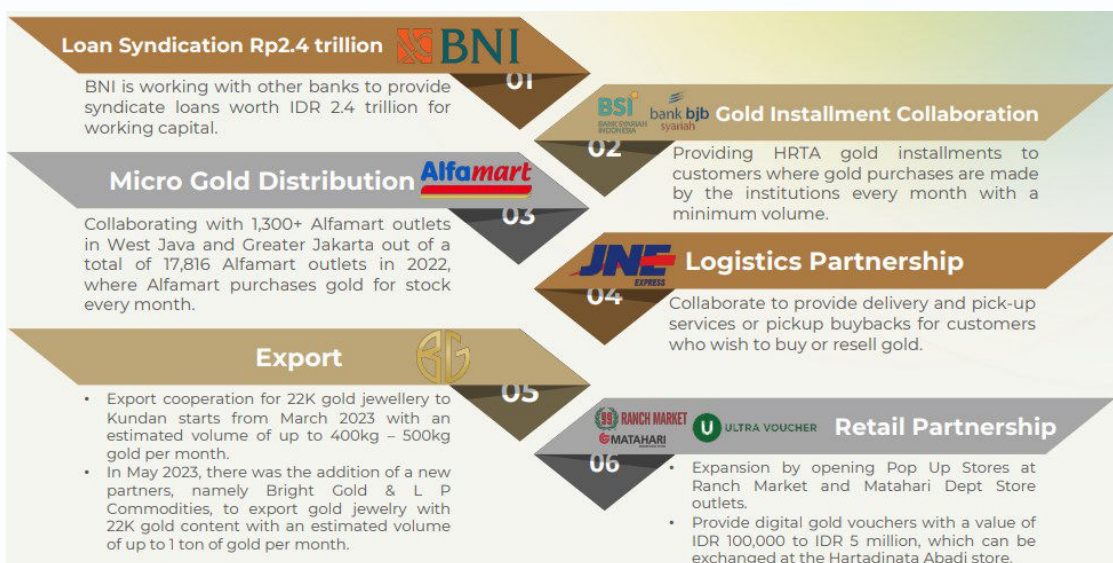 Loan Syndication Rp2.4 trillion
BNI
01
BNI is working with other banks to provide
syndicate loans worth IDR 2.4 trillion for
working capital.
BSI
BANK SYARIAH
INDONESIA
bank bjb
syariah
Gold Installment Collaboration
02
Providing HRTA gold installments to
customers where gold purchases are made
by the institutions every month with a
minimum volume.
Micro Gold Distribution
Alfamart
03
Collaborating with 1,300+ Alfamart outlets
in West Java and Greater Jakarta out of a
total of 17,816 Alfamart outlets in 2022,
where Alfamart purchases gold for stock
every month.
JNE
EXPRESS
Logistics Partnership
04
Collaborate to provide delivery and pick-up
services or pickup buybacks for customers
who wish to buy or resell gold.
Export
BG
05
• Export cooperation for 22K gold jewellery to
Kundan starts from March 2023 with an
estimated volume of up to 400kg – 500kg
gold per month.
• In May 2023, there was the addition of a new
partners, namely Bright Gold & L P
Commodities, to export gold jewelry with
22K gold content with an estimated volume
of up to 1 ton of gold per month.
99 RANCH MARKET
MATAHARI
U ULTRA VOUCHER
Retail Partnership
06
• Expansion by opening Pop Up Stores at
Ranch Market and Matahari Dept Store
outlets.
• Provide digital gold vouchers with a value of
IDR 100,000 to IDR 5 million, which can be
exchanged at the Hartadinata Abadi store.